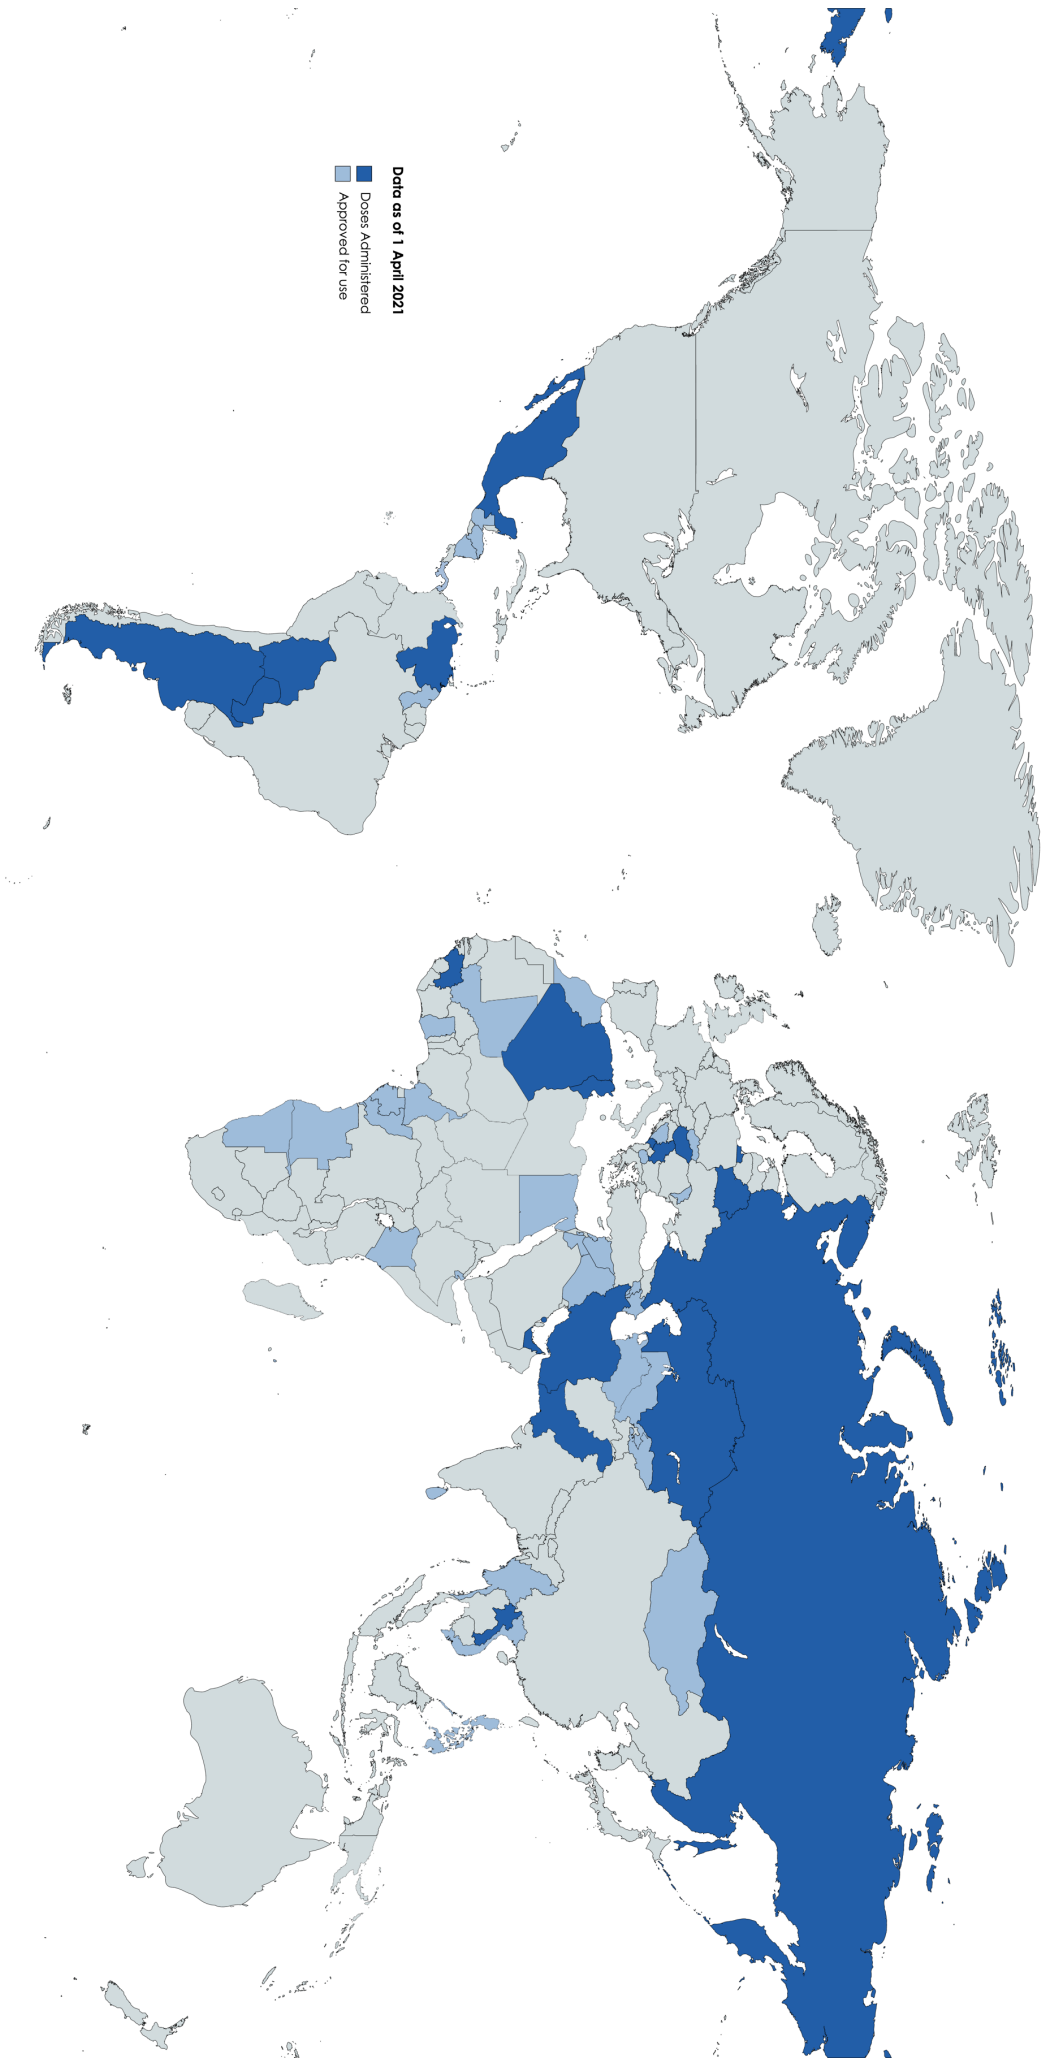 Data as of 1 April 2021
Doses Administered
Approved for use